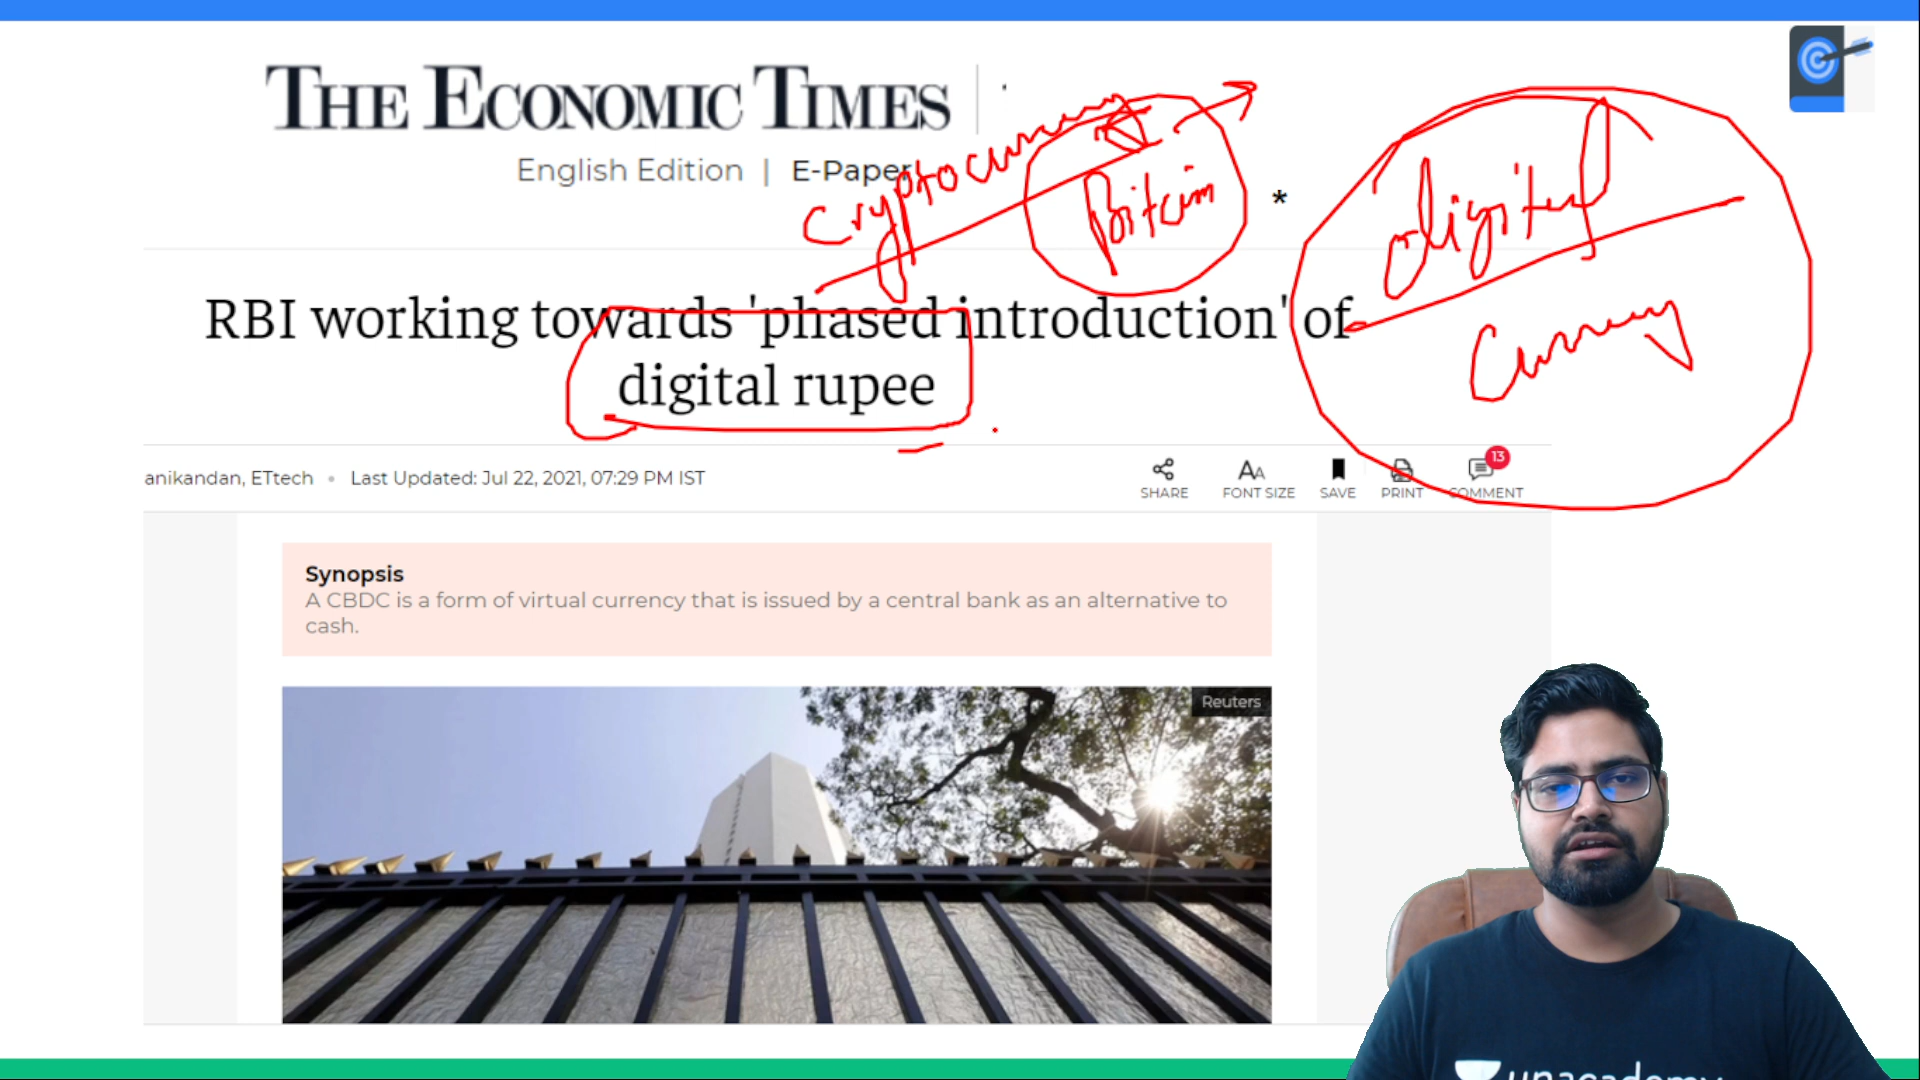 THE ECONOMIC TIMES
English Edition | E-Paper
Cryptocurrency
Bitcoin
*
digital
currency
RBI working towards 'phased introduction' of
digital rupee
anikandan, ETtech • Last Updated: Jul 22, 2021, 07:29 PM IST
13
SHARE FONT SIZE SAVE PRINT COMMENT
Synopsis
A CBDC is a form of virtual currency that is issued by a central bank as an alternative to
cash.
Reuters
unacademy